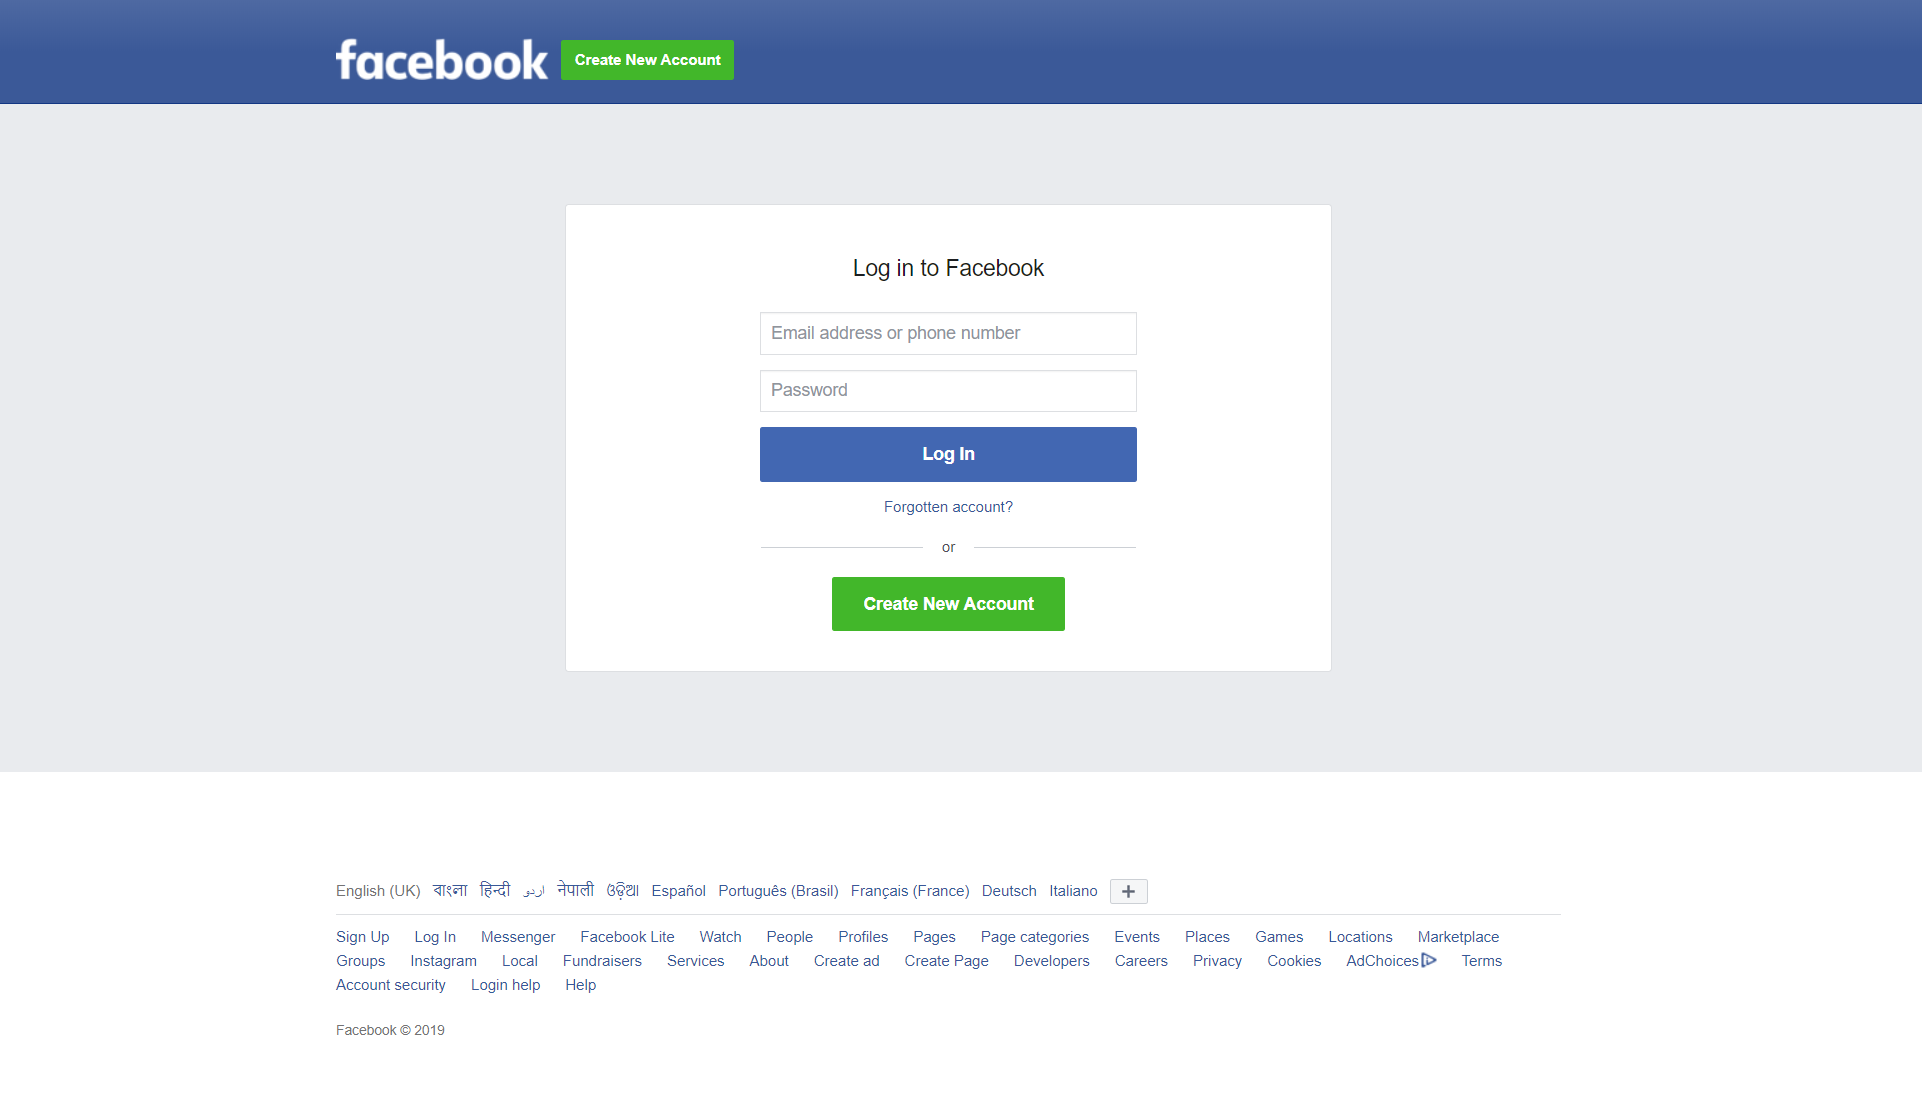 facebook Create New Account
Log in to Facebook
Email address or phone number
Password
Log In
Forgotten account?
or
Create New Account
English (UK) বাংলা हिन्दी اردو नेपाली ଓଡ଼ିଆ Español Português (Brasil) Français (France) Deutsch Italiano +
Sign Up Log In Messenger Facebook Lite Watch People Profiles Pages Page categories Events Places Games Locations Marketplace
Groups Instagram Local Fundraisers Services About Create ad Create Page Developers Careers Privacy Cookies AdChoices Terms
Account security Login help Help
Facebook © 2019